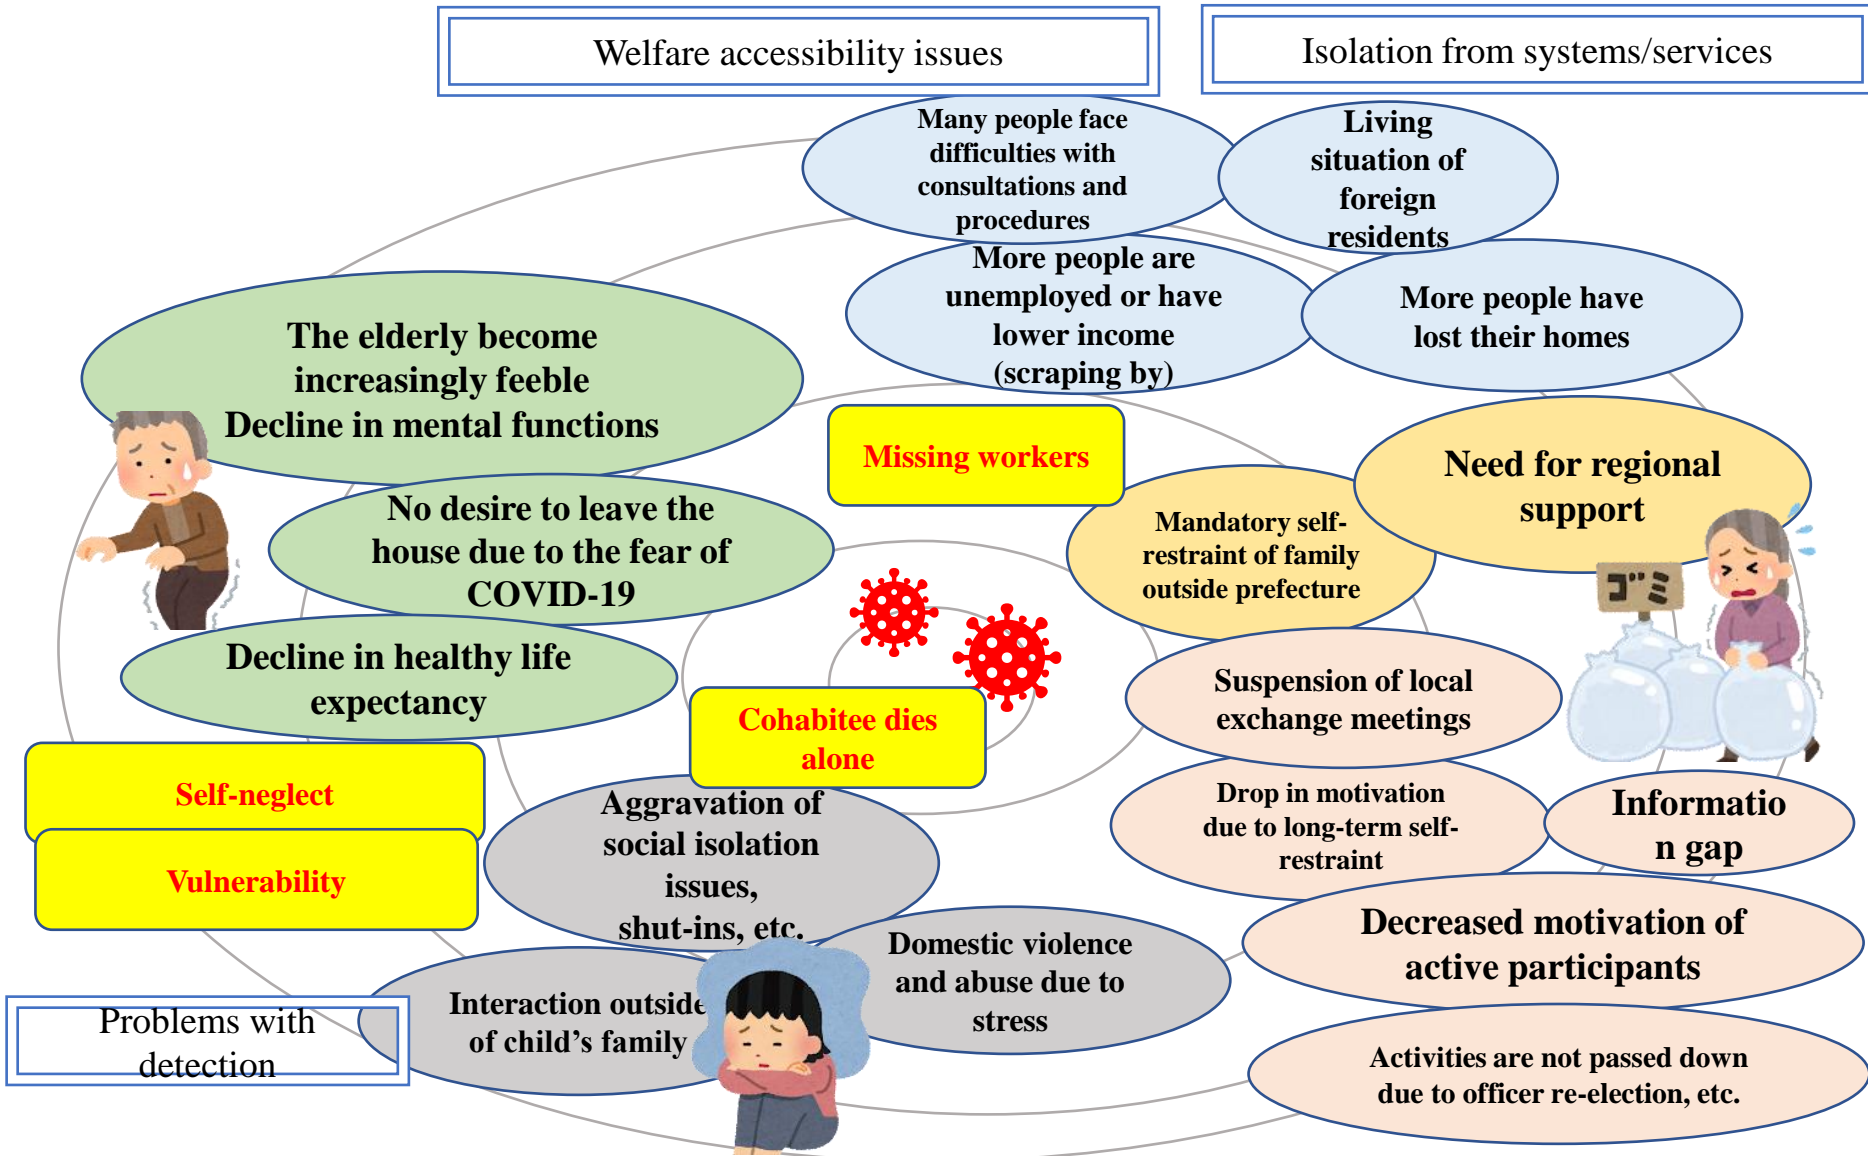 Welfare accessibility issues
Isolation from systems/services
Many people face
difficulties with
consultations and
procedures
Living
situation of
foreign
residents
More people are
unemployed or have
lower income
(scraping by)
More people have
lost their homes
The elderly become
increasingly feeble
Decline in mental functions
Missing workers
Need for regional
support
No desire to leave the
house due to the fear of
COVID-19
Mandatory self-
restraint of family
outside prefecture
ゴミ
Decline in healthy life
expectancy
Suspension of local
exchange meetings
Cohabitee dies
alone
Self-neglect
Vulnerability
Aggravation of
social isolation
issues,
shut-ins, etc.
Drop in motivation
due to long-term self-
restraint
Informatio
n gap
Decreased motivation of
active participants
Domestic violence
and abuse due to
stress
Interaction outside
of child’s family
Problems with
detection
Activities are not passed down
due to officer re-election, etc.